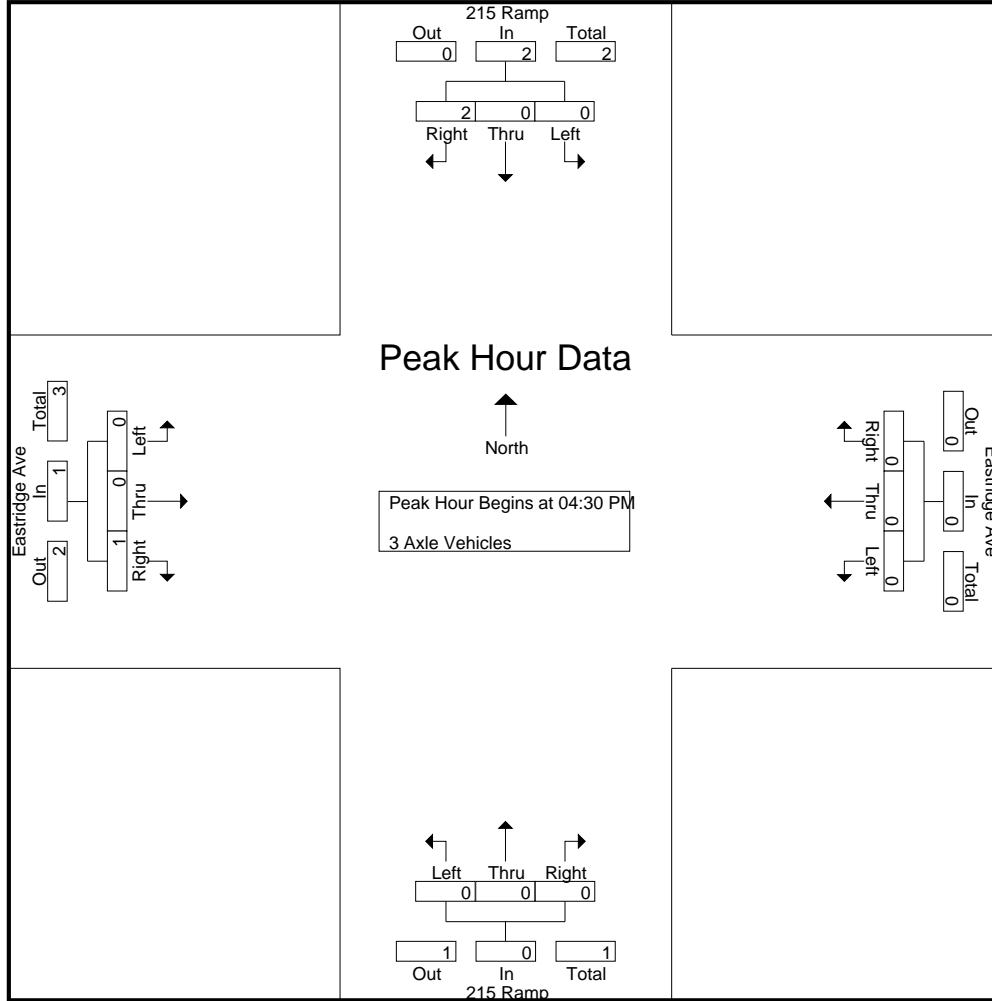 215 Ramp
Out In Total
0 2 2
2 0 0
Right Thru Left
Peak Hour Data
North
Peak Hour Begins at 04:30 PM
3 Axle Vehicles
Eastridge Ave
Total In Out
3 1 2
0 0 1
Left Thru Right
Right Thru Left
0 0 0
Out In Total
0 0 0
Eastridge Ave
Left Thru Right
0 0 0
1 0 1
Out In Total
215 Ramp